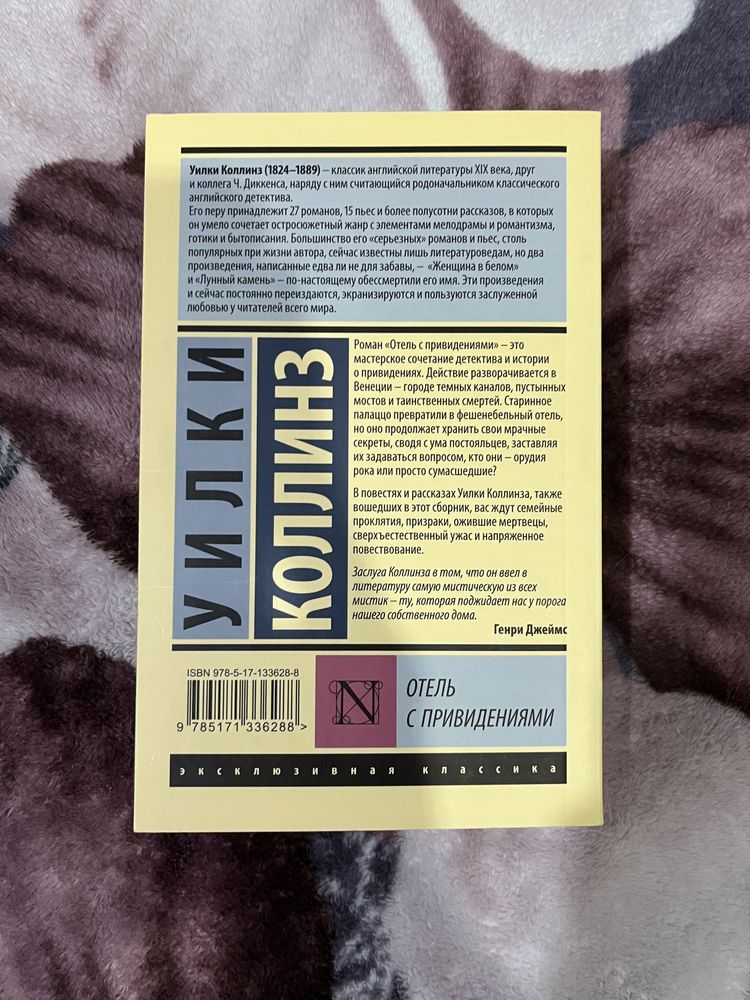 Уилки Коллинз (1824–1889) – классик английской литературы XIX века, друг
и коллега Ч. Диккенса, наряду с ним считающийся родоначальником классического
английского детектива.
Его перу принадлежит 27 романов, 15 пьес и более полусотни рассказов, в которых
он умело сочетает остросюжетный жанр с элементами мелодрамы и романтизма,
готики и бытописания. Большинство его «серьезных» романов и пьес, столь
популярных при жизни автора, сейчас известны лишь литературоведам, но два
произведения, написанные едва ли не для забавы, – «Женщина в белом»
и «Лунный камень» – по-настоящему обессмертили его имя. Эти произведения
и сейчас постоянно переиздаются, экранизируются и пользуются заслуженной
любовью у читателей всего мира.
УИЛКИ
КОЛЛИНЗ
Роман «Отель с привидениями» – это
мастерское сочетание детектива и истории
о привидениях. Действие разворачивается в
Венеции – городе темных каналов, пустынных
мостов и таинственных смертей. Старинное
палаццо превратили в фешенебельный отель,
но оно продолжает хранить свои мрачные
секреты, сводя с ума постояльцев, заставляя
их задаваться вопросом, кто они – орудия
рока или просто сумасшедшие?
В повестях и рассказах Уилки Коллинза, также
вошедших в этот сборник, вас ждут семейные
проклятия, призраки, ожившие мертвецы,
сверхъестественный ужас и напряженное
повествование.
Заслуга Коллинза в том, что он ввел в
литературу самую мистическую из всех
мистик – ту, которая поджидает нас у порога
нашего собственного дома.
Генри Джеймс
ISBN 978-5-17-133628-8
9 785171 336288 >
N
ОТЕЛЬ
С ПРИВИДЕНИЯМИ
эксклюзивная классика